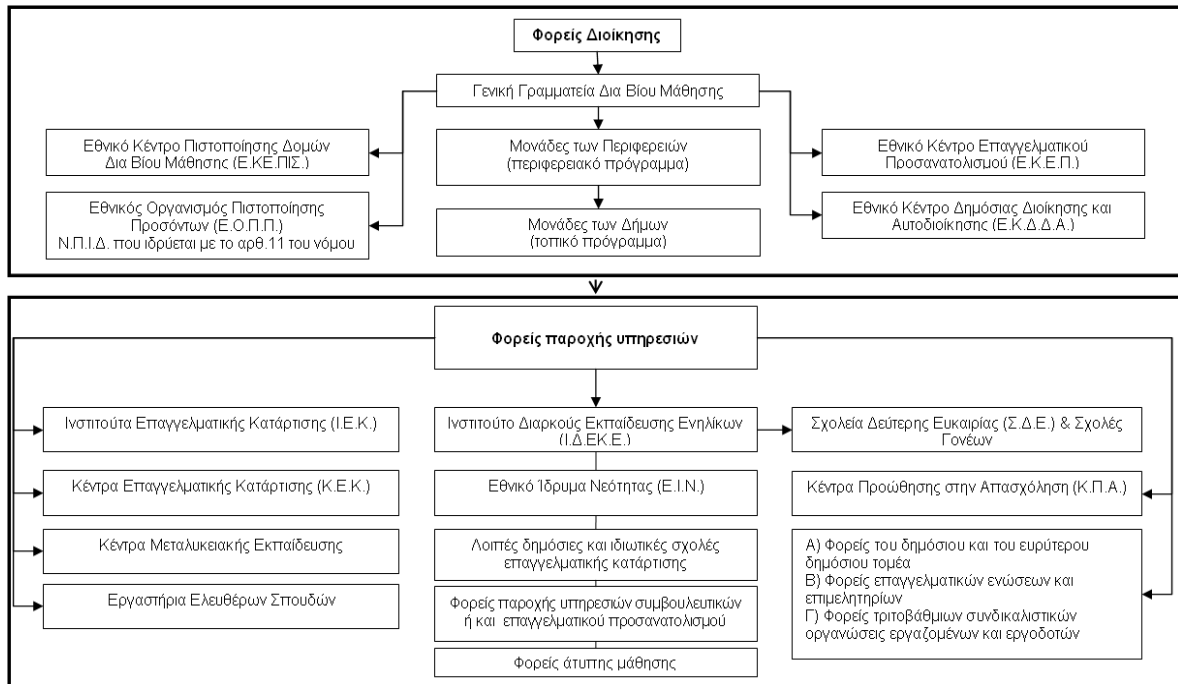 Φορείς Διοίκησης
Γενική Γραμματεία Δια Βίου Μάθησης
Εθνικό Κέντρο Πιστοποίησης Δομών
Δια Βίου Μάθησης (Ε.ΚΕ.ΠΙΣ.)
Μονάδες των Περιφερειών
(περιφερειακό πρόγραμμα)
Εθνικό Κέντρο Επαγγελματικού
Προσανατολισμού (Ε.Κ.Ε.Π.)
Εθνικός Οργανισμός Πιστοποίησης
Προσόντων (Ε.Ο.Π.Π.)
Ν.Π.Ι.Δ. που ιδρύεται με το αρθ.11 του νόμου
Μονάδες των Δήμων
(τοπικό πρόγραμμα)
Εθνικό Κέντρο Δημόσιας Διοίκησης και
Αυτοδιοίκησης (Ε.Κ.Δ.Δ.Α.)
Φορείς παροχής υπηρεσιών
Ινστιτούτα Επαγγελματικής Κατάρτισης (Ι.Ε.Κ.)
Ινστιτούτο Διαρκούς Εκπαίδευσης Ενηλίκων
(Ι.Δ.ΕΚ.Ε.)
Σχολεία Δεύτερης Ευκαιρίας (Σ.Δ.Ε.) & Σχολές
Γονέων
Κέντρα Επαγγελματικής Κατάρτισης (Κ.Ε.Κ.)
Εθνικό Ίδρυμα Νεότητας (Ε.Ι.Ν.)
Κέντρα Προώθησης στην Απασχόληση (Κ.Π.Α.)
Κέντρα Μεταλυκειακής Εκπαίδευσης
Λοιπές δημόσιες και ιδιωτικές σχολές
επαγγελματικής κατάρτισης
Α) Φορείς του δημόσιου και του ευρύτερου
δημόσιου τομέα
Β) Φορείς επαγγελματικών ενώσεων και
επιμελητηρίων
Γ) Φορείς τριτοβάθμιων συνδικαλιστικών
οργανώσεις εργαζομένων και εργοδοτών
Εργαστήρια Ελευθέρων Σπουδών
Φορείς παροχής υπηρεσιών συμβουλευτικών
ή και επαγγελματικού προσανατολισμού
Φορείς άτυπης μάθησης